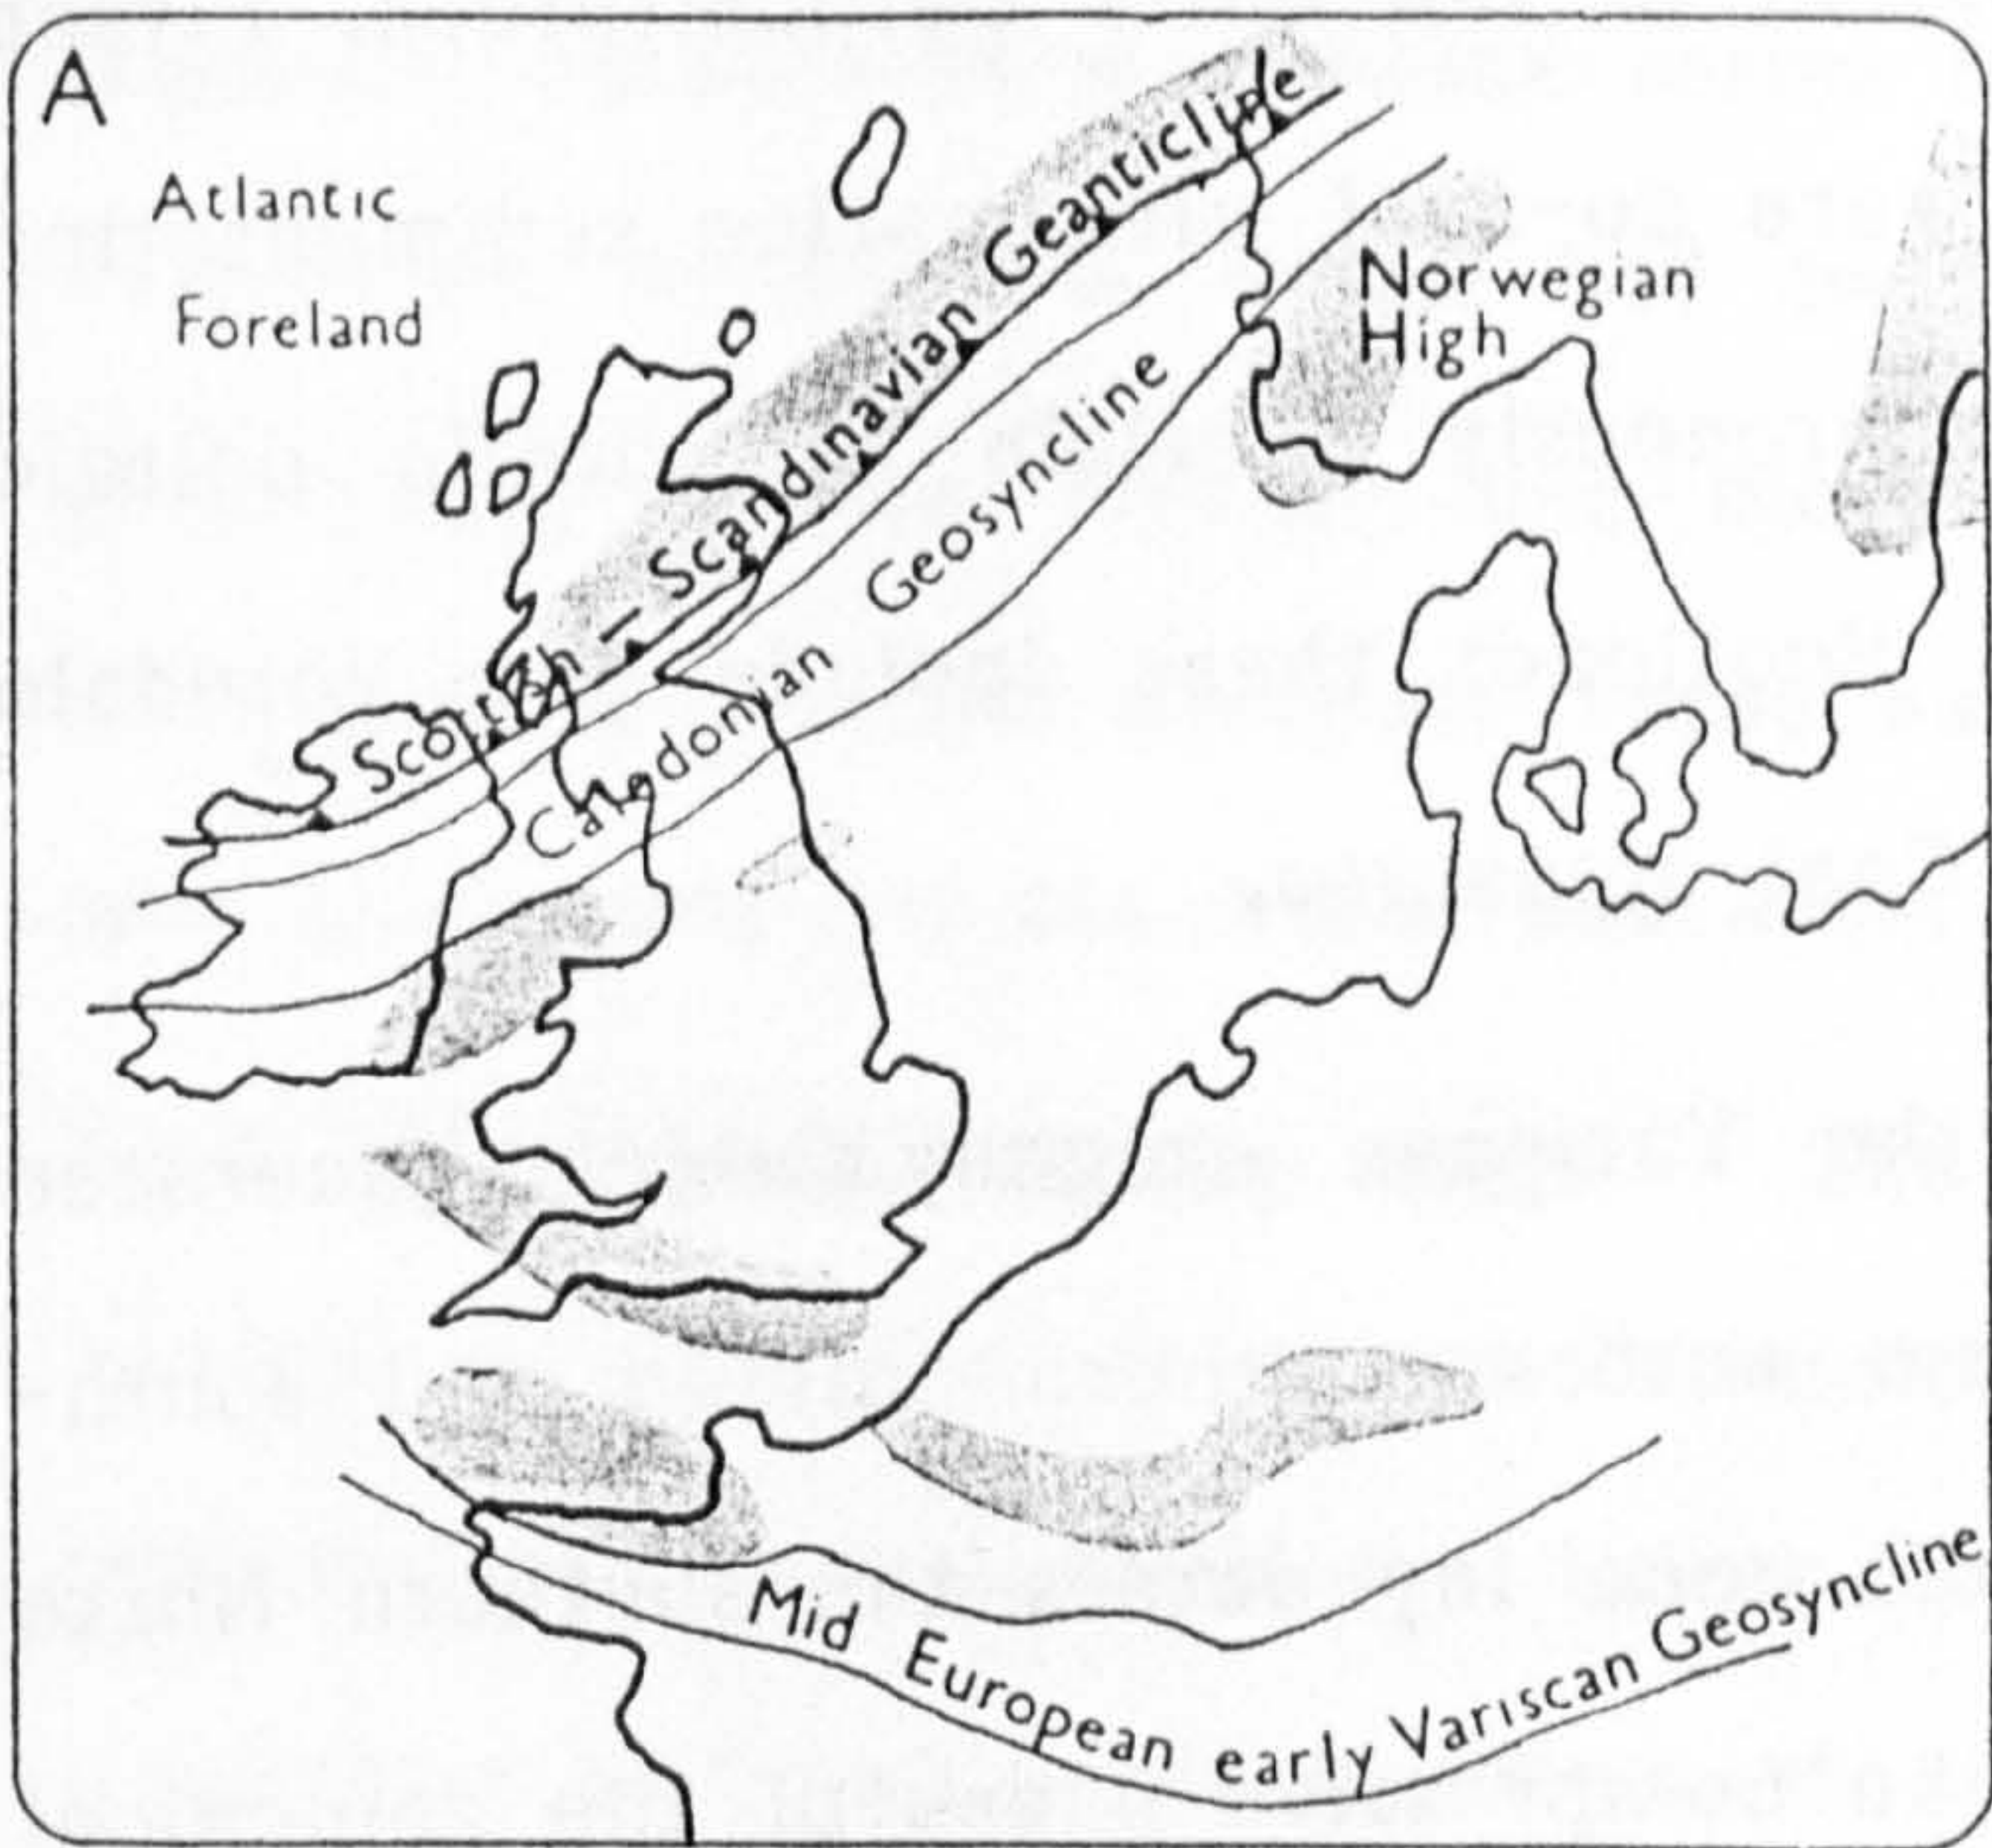 A
Atlantic
Foreland
Scottish – Scandinavian Geanticline
Norwegian
High
Caledonian Geosyncline
Mid European early Variscan Geosyncline